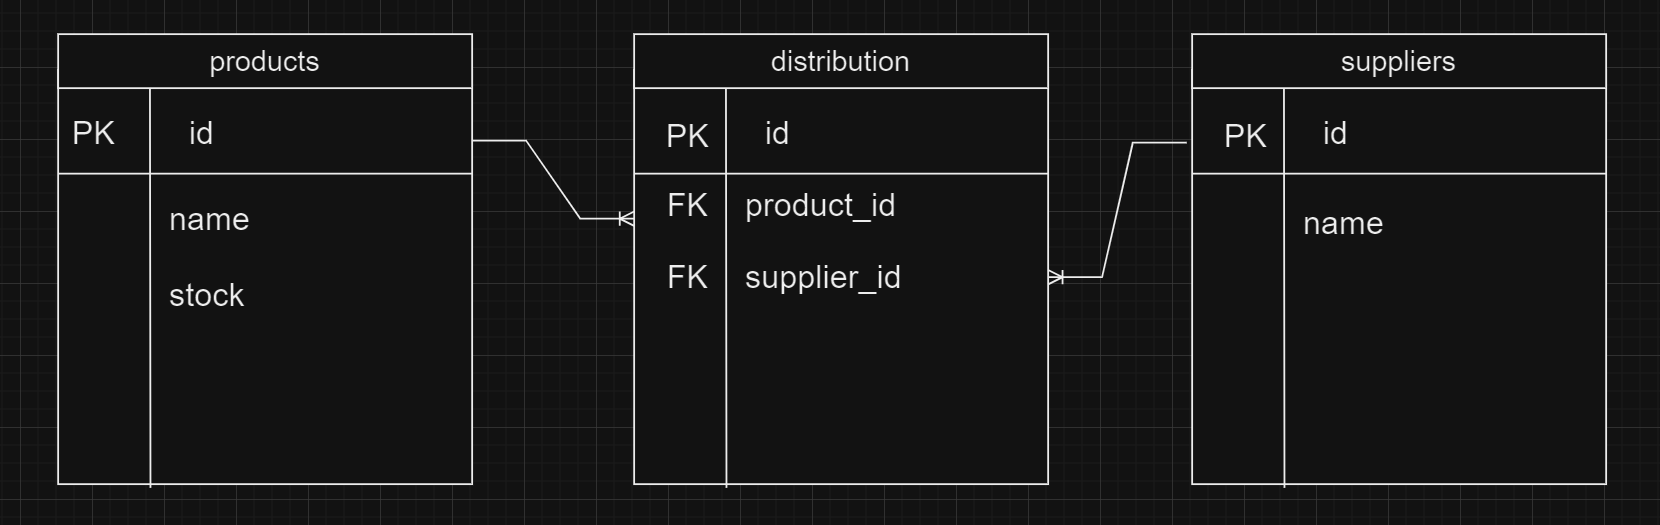 products
PK id
name
stock
distribution
PK id
FK product_id
FK supplier_id
suppliers
PK id
name